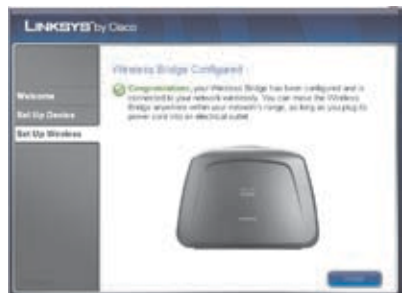 LINKSYS by Cisco
Wireless Bridge Configured
Welcome
Set Up Device
Set Up Wireless
Congratulations, your Wireless Bridge has been configured and is
connected to your network wirelessly. You can move the Wireless
Bridge anywhere within your network's range, as long as you plug its
power cord into an electrical outlet